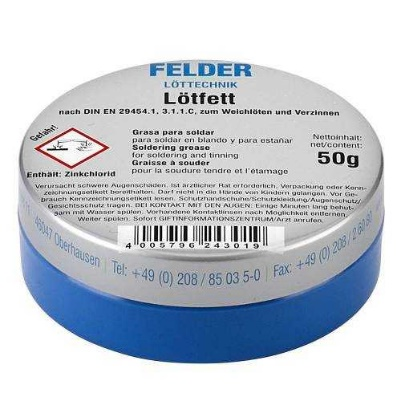 FELDER
LÖTTECHNIK
Lötfett
nach DIN EN 29454.1, 3.1.1.C, zum Weichlöten und Verzinnen
Gefahr!
Enthält: Zinkchlorid
Grasa para soldar
para soldar en blando y para estañar
Soldering grease
for soldering and tinning
Graisse à souder
pour la soudure tendre et l'étamage
Nettoinhalt:
net/content:
50g
Verursacht schwere Augenschäden. Ist ärztlicher Rat erforderlich, Verpackung oder Kenn-
zeichnungsetikett bereithalten. Darf nicht in die Hände von Kindern gelangen. Vor Ge-
brauch Kennzeichnungsetikett lesen. Schutzhandschuhe/Schutzkleidung/Augenschutz/
Gesichtsschutz tragen. BEI KONTAKT MIT DEN AUGEN: Einige Minuten lang behut-
sam mit Wasser spülen. Vorhandene Kontaktlinsen nach Möglichkeit entfernen.
Weiter spülen. Sofort GIFTINFORMATIONSZENTRUM/Arzt anrufen.
4 005796 243019
46047 Oberhausen | Tel: +49 (0) 208 / 85 03 5-0 | Fax: +49 (0) 208 / 2 60 80